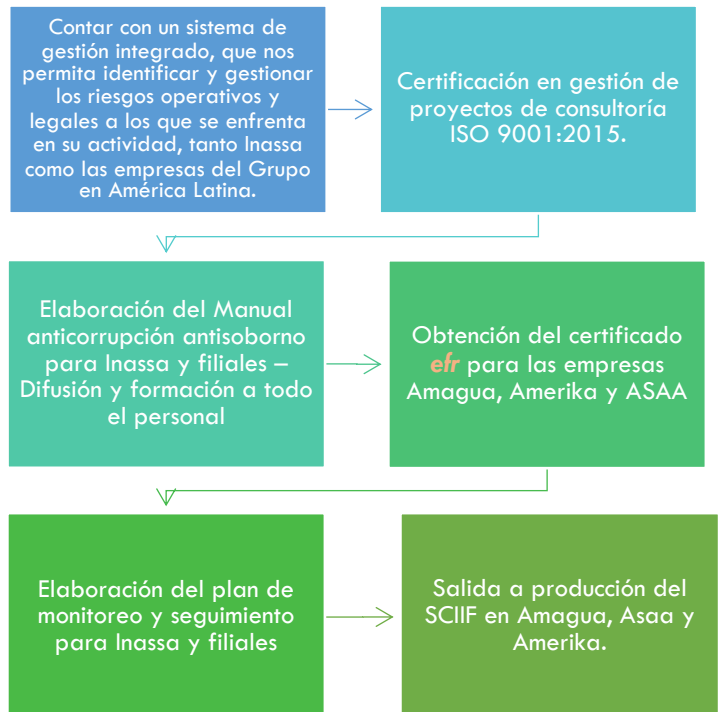 Contar con un sistema de
gestión integrado, que nos
permita identificar y gestionar
los riesgos operativos y
legales a los que se enfrenta
en su actividad, tanto Inassa
como las empresas del Grupo
en América Latina.
Certificación en gestión de
proyectos de consultoría
ISO 9001:2015.
Elaboración del Manual
anticorrupción antisoborno
para Inassa y filiales –
Difusión y formación a todo
el personal
Obtención del certificado
efr para las empresas
Amagua, Amerika y ASAA
Elaboración del plan de
monitoreo y seguimiento
para Inassa y filiales
Salida a producción del
SCIIF en Amagua, Asaa y
Amerika.